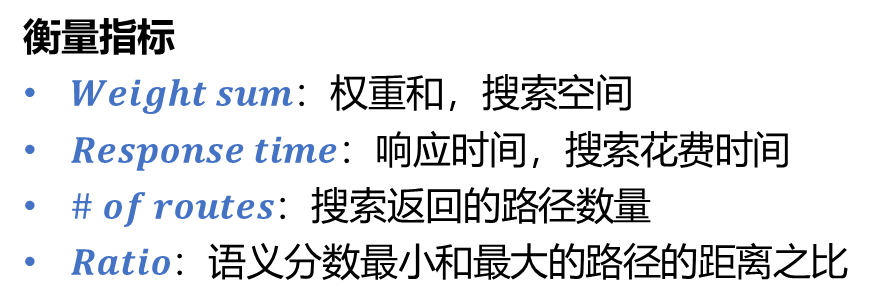 衡量指标
• Weight sum：权重和，搜索空间
• Response time：响应时间，搜索花费时间
• # of routes：搜索返回的路径数量
• Ratio：语义分数最小和最大的路径的距离之比